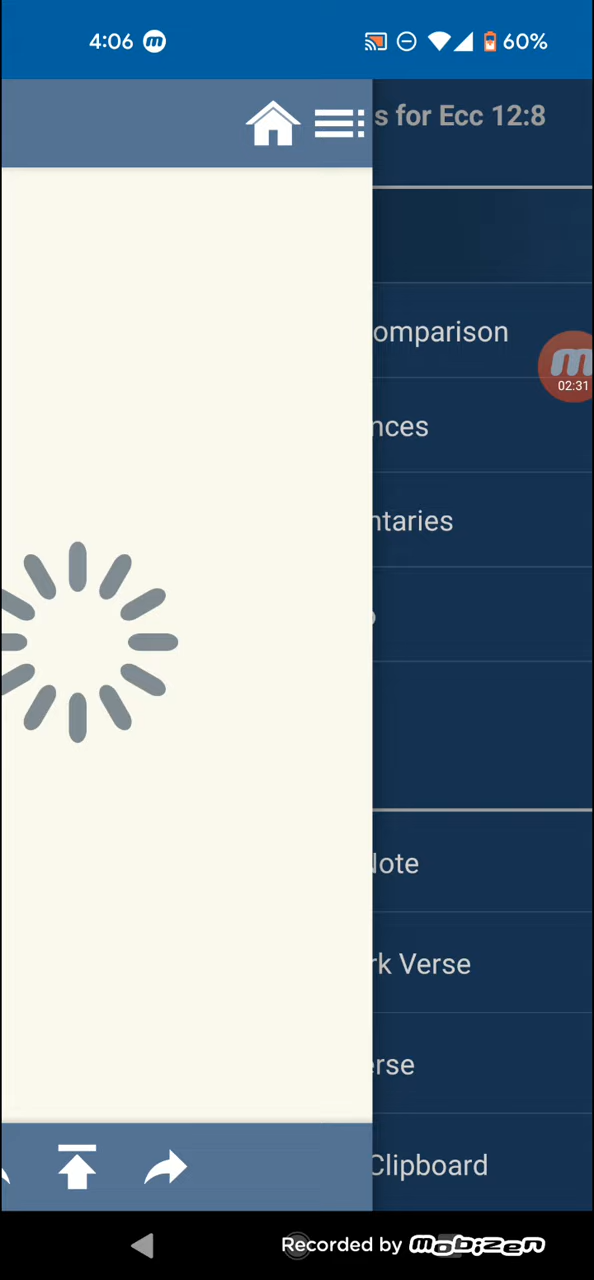 4:06
60%
s for Ecc 12:8
omparison
02:31
nces
ntaries
Note
rk Verse
erse
Clipboard
Recorded by mobizen